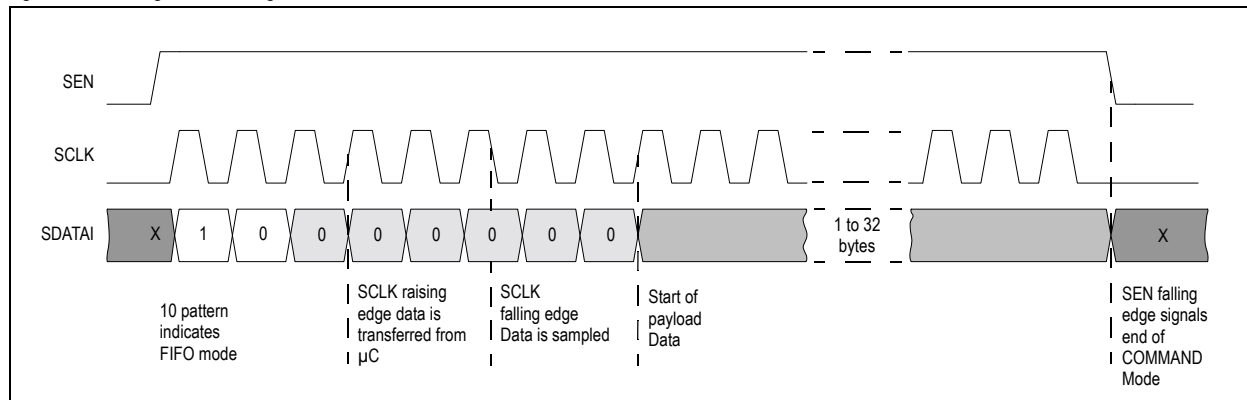 SEN
SCLK
SDATAI
X 1 0 0 0 0 0 0 0
1 to 32
bytes
X
10 pattern
indicates
FIFO mode
SCLK raising
edge data is
transferred from
µC
SCLK
falling edge
Data is sampled
Start of
payload
Data
SEN falling
edge signals
end of
COMMAND
Mode